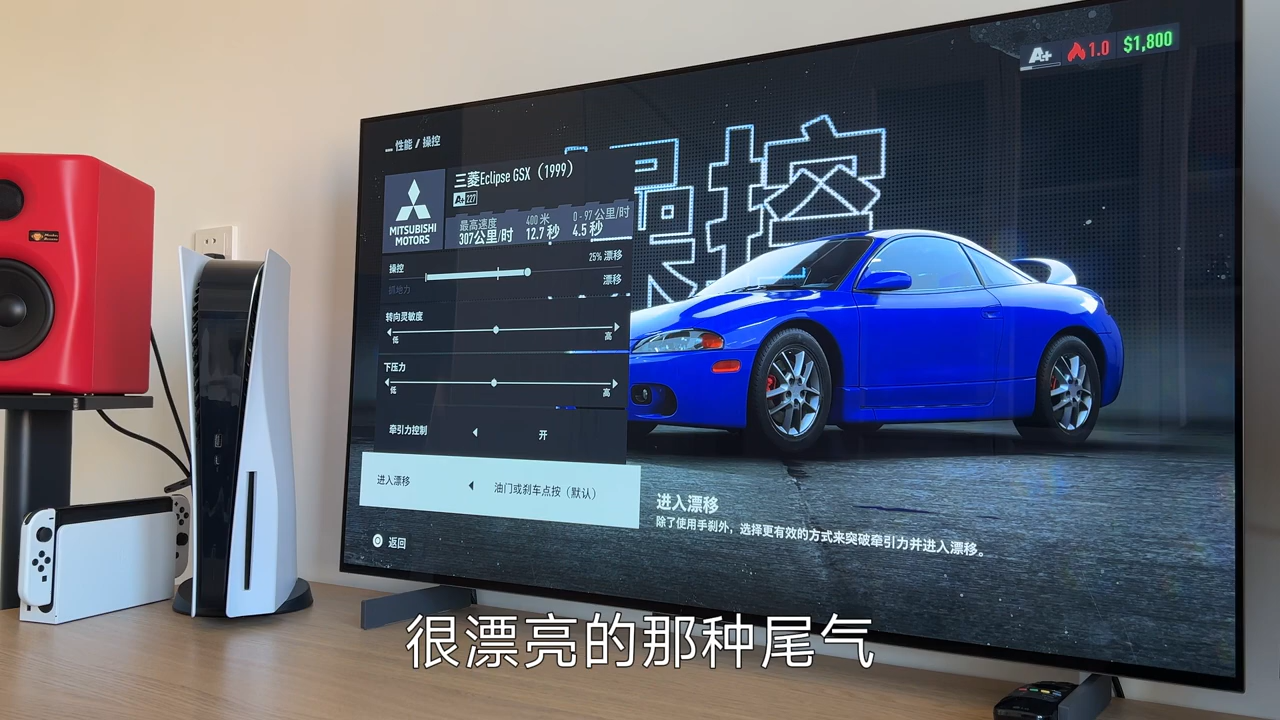 性能 / 操控
A+ 1.0 $1,800
操控
MITSUBISHI
MOTORS
三菱Eclipse GSX（1999）
A+ 227
最高速度 400 米 0 - 97 公里/时
307公里/时 12.7 秒 4.5 秒
操控 25% 漂移
抓地力 漂移
转向灵敏度
低 高
下压力
低 高
牵引力控制 开
进入漂移 油门或刹车点按（默认）
返回
进入漂移
除了使用手刹外，选择更有效的方式来突破牵引力并进入漂移。
很漂亮的那种尾气